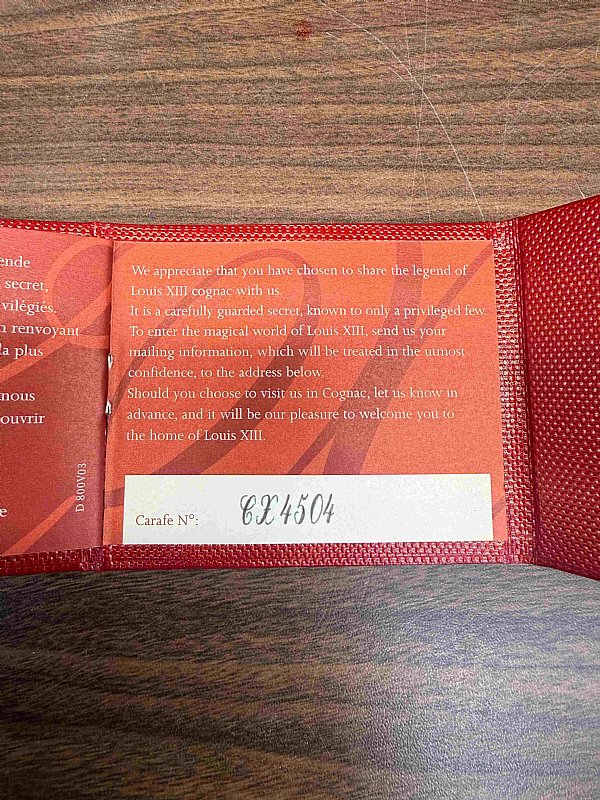 ende
secret,
vilégiés.
n renvoyant
la plus
nous
ouvrir
e
D 800V03
We appreciate that you have chosen to share the legend of
Louis XIII cognac with us.
It is a carefully guarded secret, known to only a privileged few.
To enter the magical world of Louis XIII, send us your
mailing information, which will be treated in the utmost
confidence, to the address below.
Should you choose to visit us in Cognac, let us know in
advance, and it will be our pleasure to welcome you to
the home of Louis XIII.
Carafe Nº: CX4504